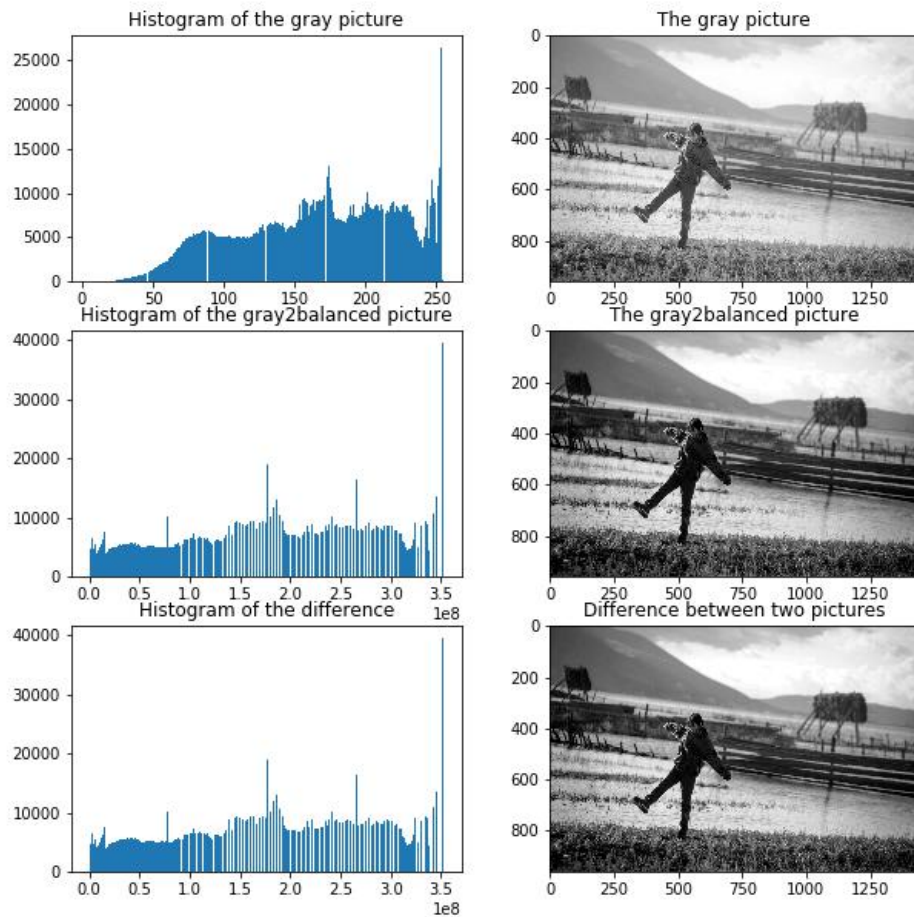 Histogram of the gray picture
25000
20000
15000
10000
5000
0
0 50 100 150 200 250
The gray picture
0
200
400
600
800
0 250 500 750 1000 1250
Histogram of the gray2balanced picture
40000
30000
20000
10000
0
0.0 0.5 1.0 1.5 2.0 2.5 3.0 3.5
1e8
The gray2balanced picture
0
200
400
600
800
0 250 500 750 1000 1250
Histogram of the difference
40000
30000
20000
10000
0
0.0 0.5 1.0 1.5 2.0 2.5 3.0 3.5
1e8
Difference between two pictures
0
200
400
600
800
0 250 500 750 1000 1250